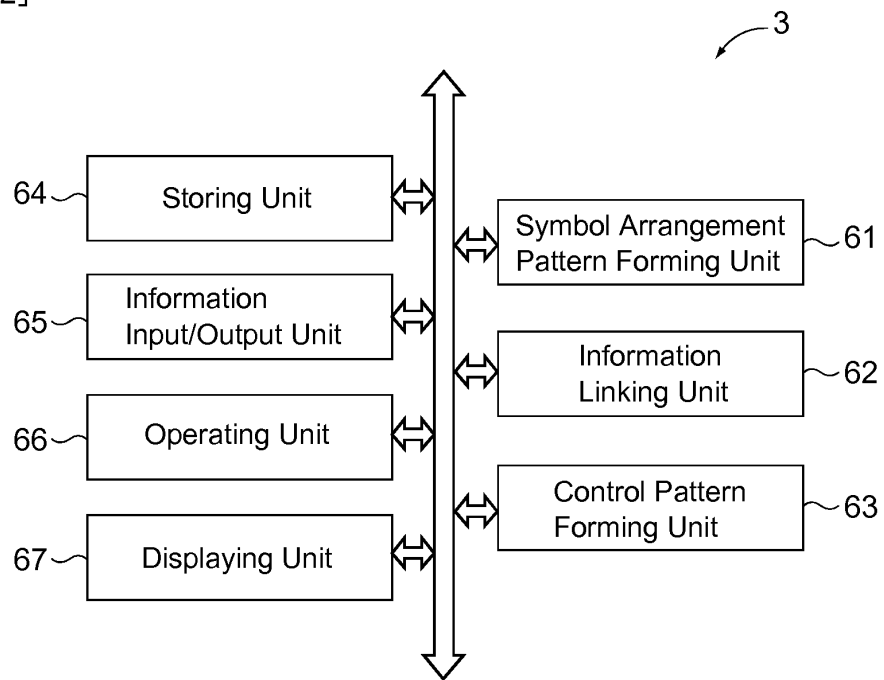 2]
3
64
Storing Unit
Symbol Arrangement
Pattern Forming Unit
61
65
Information
Input/Output Unit
Information
Linking Unit
62
66
Operating Unit
Control Pattern
Forming Unit
63
67
Displaying Unit